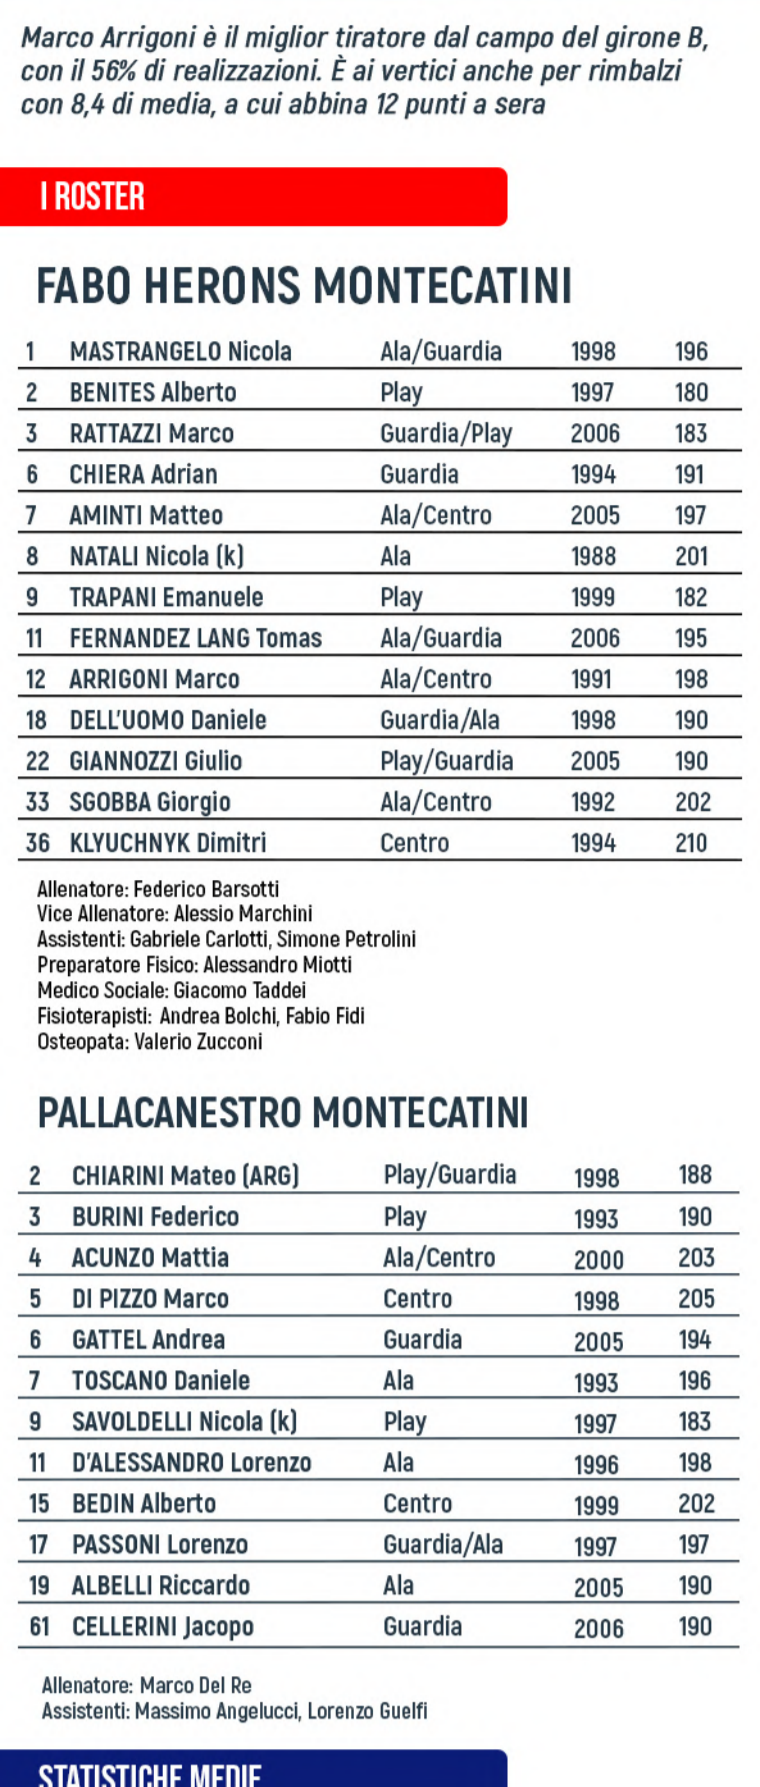 Marco Arrigoni è il miglior tiratore dal campo del girone B,
con il 56% di realizzazioni. È ai vertici anche per rimbalzi
con 8,4 di media, a cui abbina 12 punti a sera
I ROSTER
FABO HERONS MONTECATINI
1 MASTRANGELO Nicola Ala/Guardia 1998 196
2 BENITES Alberto Play 1997 180
3 RATTAZZI Marco Guardia/Play 2006 183
6 CHIERA Adrian Guardia 1994 191
7 AMINTI Matteo Ala/Centro 2005 197
8 NATALI Nicola (k) Ala 1988 201
9 TRAPANI Emanuele Play 1999 182
11 FERNANDEZ LANG Tomas Ala/Guardia 2006 195
12 ARRIGONI Marco Ala/Centro 1991 198
18 DELL'UOMO Daniele Guardia/Ala 1998 190
22 GIANNOZZI Giulio Play/Guardia 2005 190
33 SGOBBA Giorgio Ala/Centro 1992 202
36 KLYUCHNYK Dimitri Centro 1994 210
Allenatore: Federico Barsotti
Vice Allenatore: Alessio Marchini
Assistenti: Gabriele Carlotti, Simone Petrolini
Preparatore Fisico: Alessandro Miotti
Medico Sociale: Giacomo Taddei
Fisioterapisti: Andrea Bolchi, Fabio Fidi
Osteopata: Valerio Zucconi
PALLACANESTRO MONTECATINI
2 CHIARINI Mateo (ARG) Play/Guardia 1998 188
3 BURINI Federico Play 1993 190
4 ACUNZO Mattia Ala/Centro 2000 203
5 DI PIZZO Marco Centro 1998 205
6 GATTEL Andrea Guardia 2005 194
7 TOSCANO Daniele Ala 1993 196
9 SAVOLDELLI Nicola (k) Play 1997 183
11 D'ALESSANDRO Lorenzo Ala 1996 198
15 BEDIN Alberto Centro 1999 202
17 PASSONI Lorenzo Guardia/Ala 1997 197
19 ALBELLI Riccardo Ala 2005 190
61 CELLERINI Jacopo Guardia 2006 190
Allenatore: Marco Del Re
Assistenti: Massimo Angelucci, Lorenzo Guelfi
STATISTICHE MEDIE